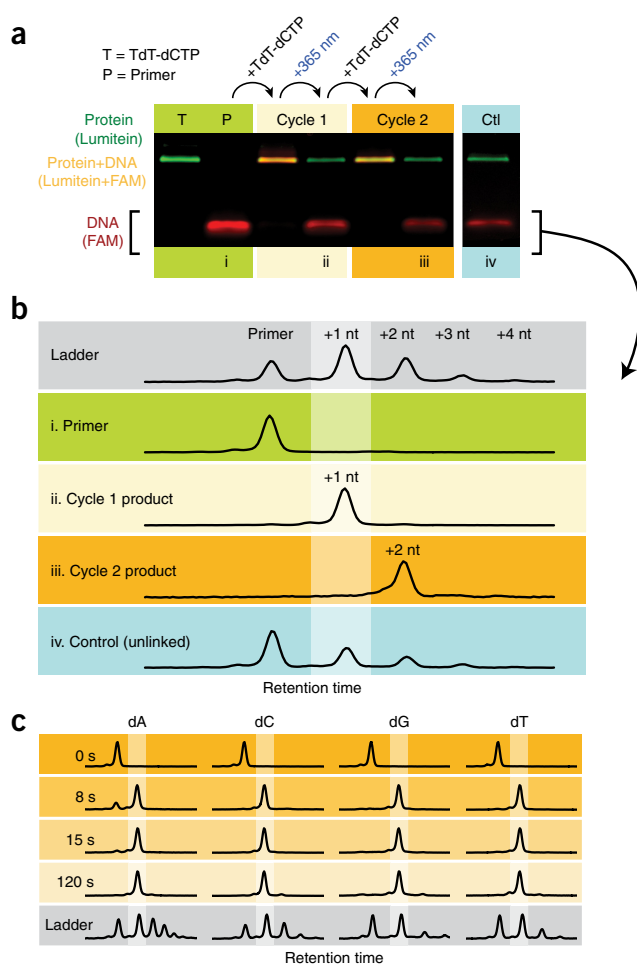 a
T = TdT-dCTP
P = Primer
+TdT-dCTP
+365 nm
+TdT-dCTP
+365 nm
Protein
(Lumitein)
T
P
Cycle 1
Cycle 2
Ctl
Protein+DNA
(Lumitein+FAM)
DNA
(FAM)
i
ii
iii
iv
b
Primer
+1 nt
+2 nt
+3 nt
+4 nt
Ladder
i. Primer
+1 nt
ii. Cycle 1 product
+2 nt
iii. Cycle 2 product
iv. Control (unlinked)
Retention time
c
dA
dC
dG
dT
0 s
8 s
15 s
120 s
Ladder
Retention time